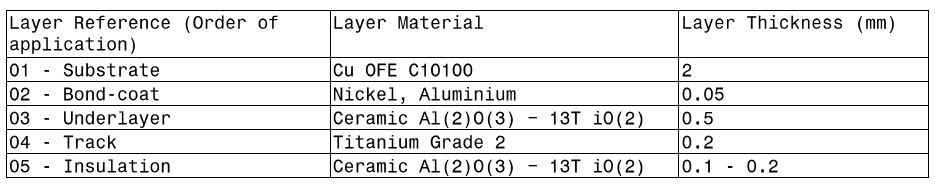 Layer Reference (Order of application) Layer Material Layer Thickness (mm)
01 - Substrate Cu OFE C10100 2
02 - Bond-coat Nickel, Aluminium 0.05
03 - Underlayer Ceramic Al(2)O(3) – 13T iO(2) 0.5
04 - Track Titanium Grade 2 0.2
05 - Insulation Ceramic Al(2)O(3) – 13T iO(2) 0.1 - 0.2